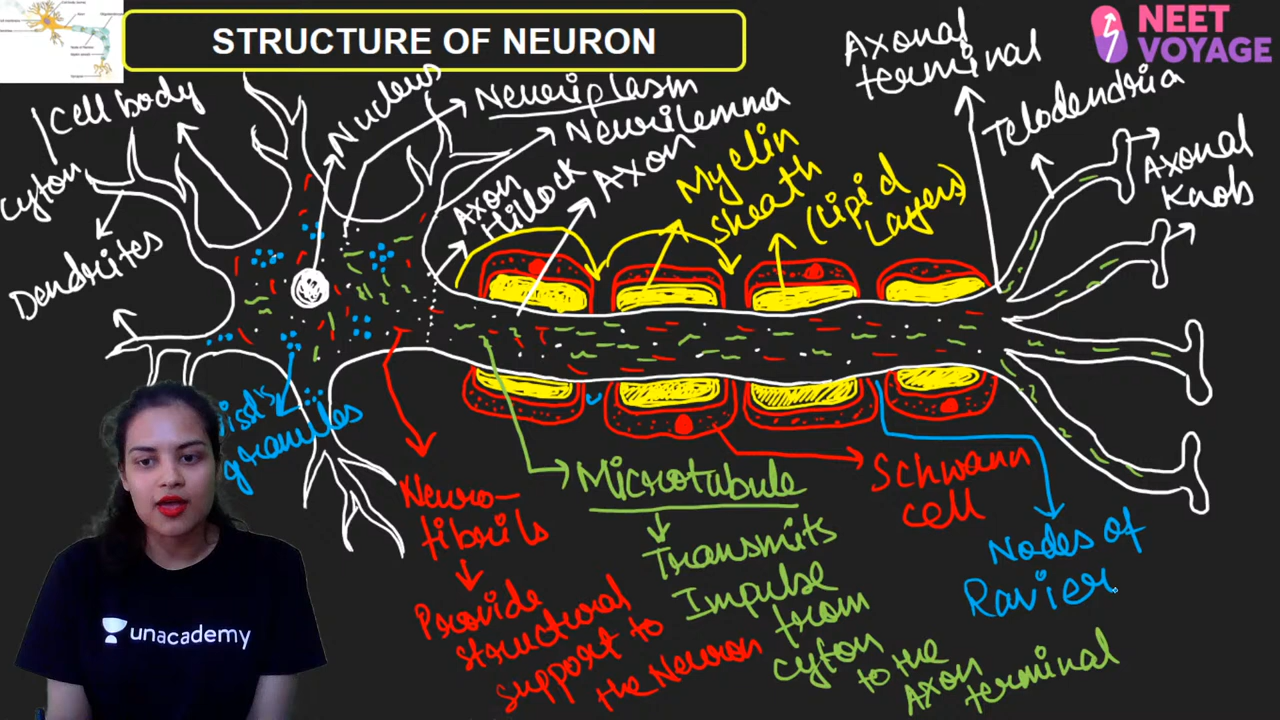 STRUCTURE OF NEURON
NEET
VOYAGE
Cell body
Cyton
Dendrites
Nucleus
Neuroplasm
Neurilemma
Axon
Axon
Hillock
Myelin
sheath
(Lipid
Layers)
Axonal
terminal
Telodendria
Axonal
Knob
granules
Neuro-
fibrils
Provide
structural
support to
the Neuron
Microtubule
Transmits
Impulse
from
cyton
to the
Axon
terminal
Schwann
cell
Nodes of
Ravier
unacademy